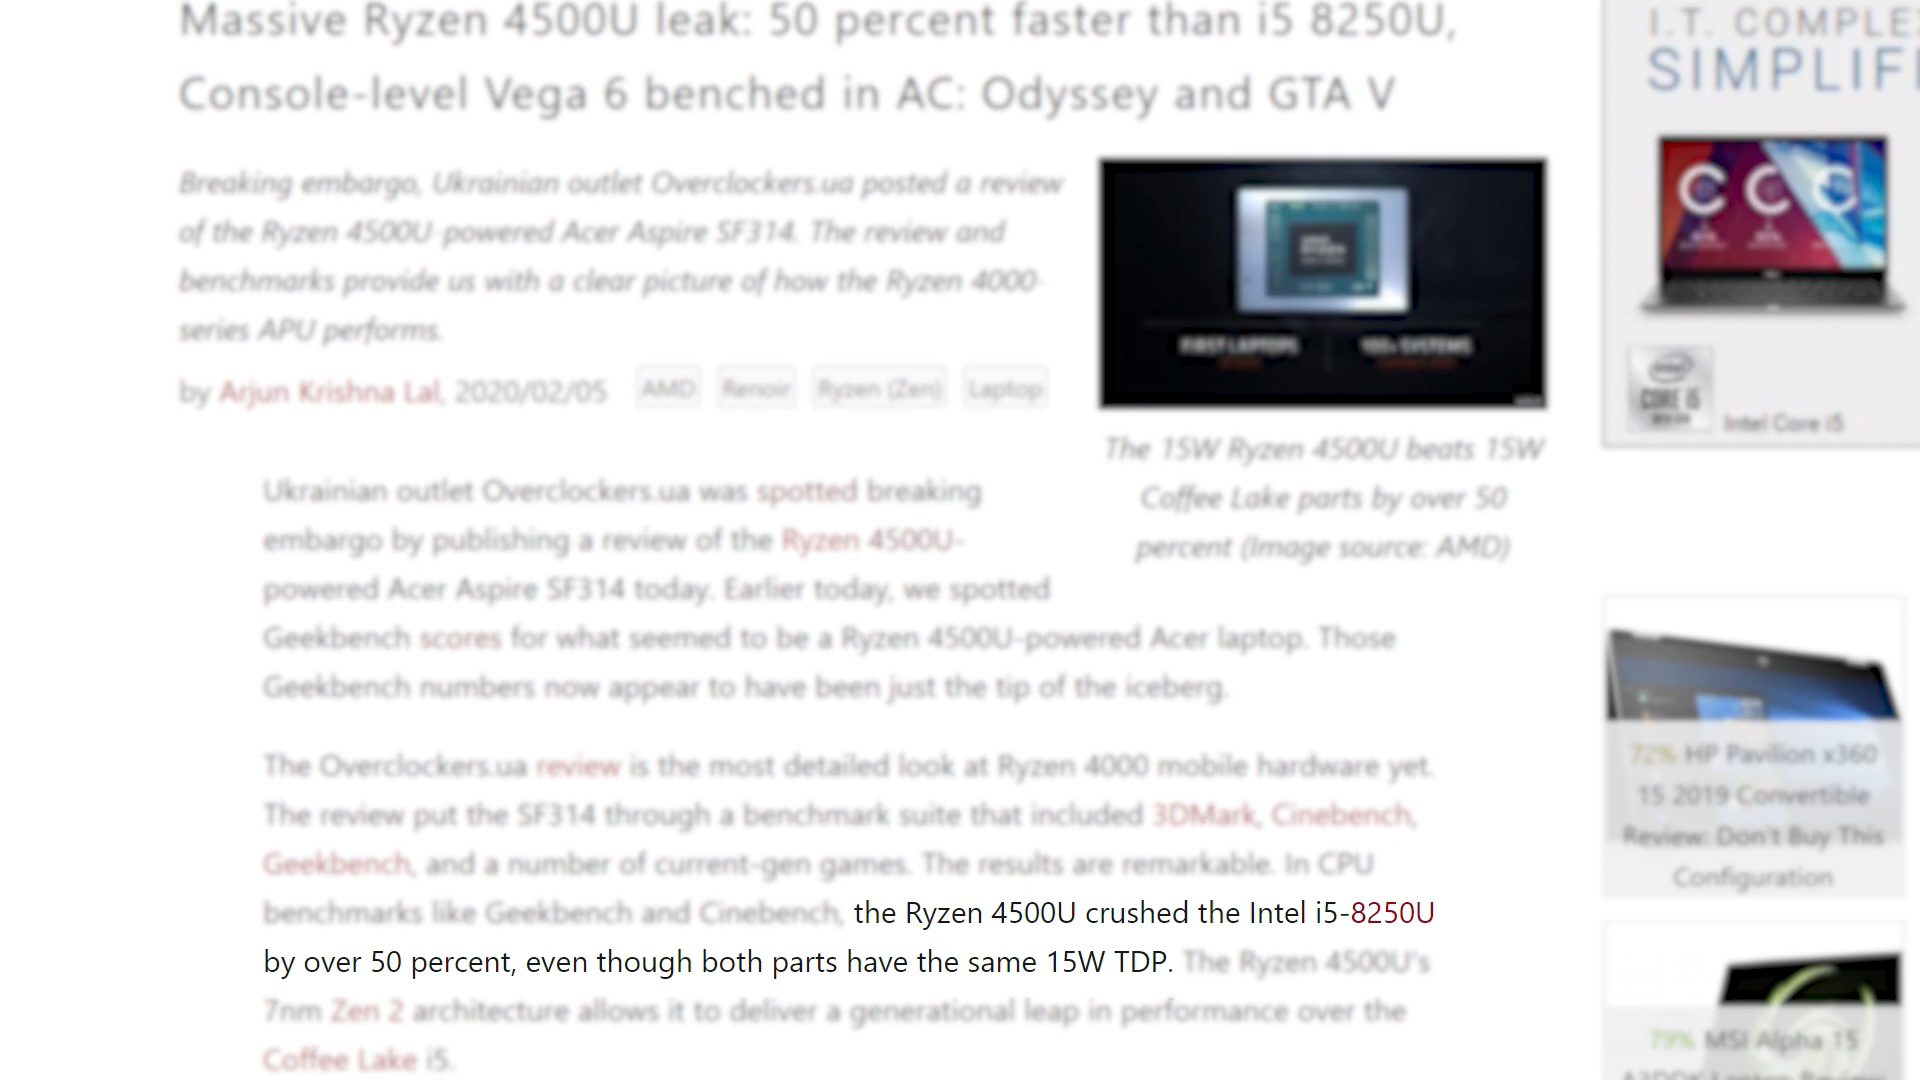 Massive Ryzen 4500U leak: 50 percent faster than i5 8250U,
Console-level Vega 6 benched in AC: Odyssey and GTA V
Breaking embargo, Ukrainian outlet Overclockers.ua posted a review
of the Ryzen 4500U-powered Acer Aspire SF314. The review and
benchmarks provide us with a clear picture of how the Ryzen 4000-
series APU performs.
by Arjun Krishna Lal, 2020/02/05
AMD
Renoir
Ryzen (Zen)
Laptop
FIRST LAPTOPS
100+ SYSTEMS
The 15W Ryzen 4500U beats 15W
Coffee Lake parts by over 50
percent (Image source: AMD)
Ukrainian outlet Overclockers.ua was spotted breaking
embargo by publishing a review of the Ryzen 4500U-
powered Acer Aspire SF314 today. Earlier today, we spotted
Geekbench scores for what seemed to be a Ryzen 4500U-powered Acer laptop. Those
Geekbench numbers now appear to have been just the tip of the iceberg.
The Overclockers.ua review is the most detailed look at Ryzen 4000 mobile hardware yet.
The review put the SF314 through a benchmark suite that included 3DMark, Cinebench,
Geekbench, and a number of current-gen games. The results are remarkable. In CPU
benchmarks like Geekbench and Cinebench, the Ryzen 4500U crushed the Intel i5-8250U
by over 50 percent, even though both parts have the same 15W TDP. The Ryzen 4500U's
7nm Zen 2 architecture allows it to deliver a generational leap in performance over the
Coffee Lake i5.
I.T. COMPLEX
SIMPLIF
CORE i5
Intel Core i5
72% HP Pavilion x360
15 2019 Convertible
Review: Don't Buy This
Configuration
79% MSI Alpha 15